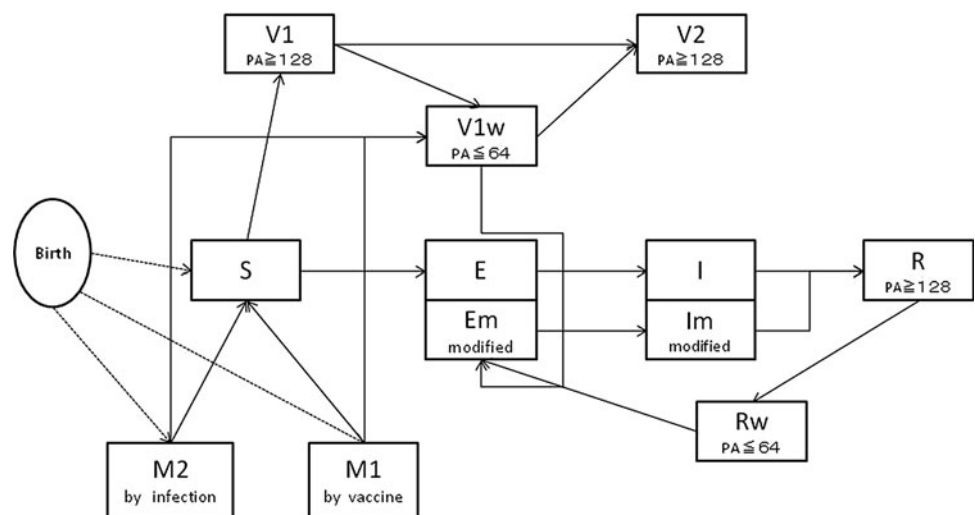 V1
PA≧128
V2
PA≧128
V1w
PA≦64
Birth
S
E
I
R
PA≧128
Em
modified
Im
modified
Rw
PA≦64
M2
by infection
M1
by vaccine